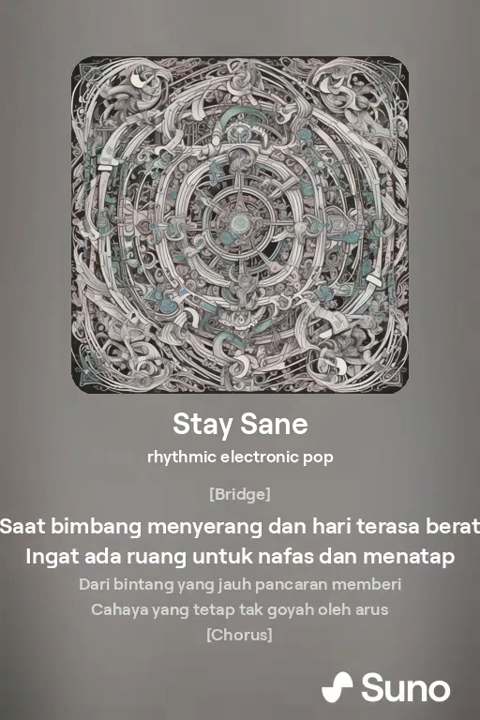 Stay Sane
rhythmic electronic pop
[Bridge]
Saat bimbang menyerang dan hari terasa berat
Ingat ada ruang untuk nafas dan menatap
Dari bintang yang jauh pancaran memberi
Cahaya yang tetap tak goyah oleh arus
[Chorus]
Suno